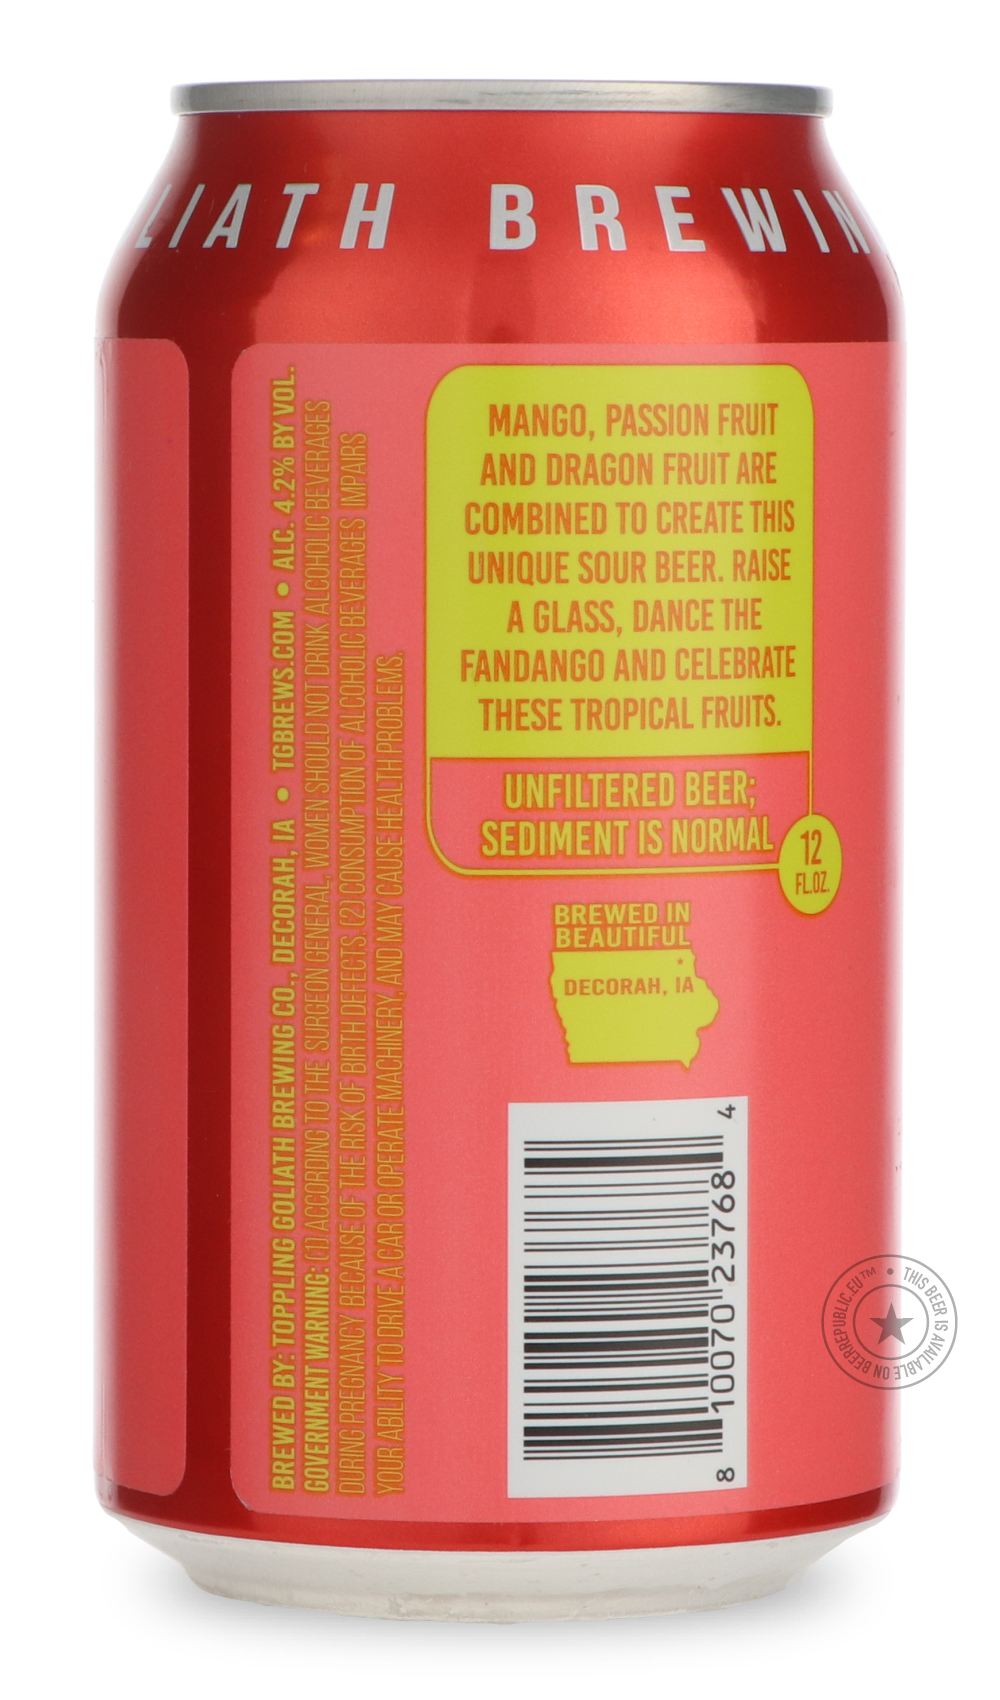 LIATH BREWIN
MANGO, PASSION FRUIT
AND DRAGON FRUIT ARE
COMBINED TO CREATE THIS
UNIQUE SOUR BEER. RAISE
A GLASS, DANCE THE
FANDANGO AND CELEBRATE
THESE TROPICAL FRUITS.
UNFILTERED BEER;
SEDIMENT IS NORMAL
12
FL.OZ.
BREWED IN
BEAUTIFUL
DECORAH, IA
BREWED BY: TOPPLING GOLIATH BREWING CO., DECORAH, IA • TGBREWS.COM • ALC. 4.2% BY VOL.
GOVERNMENT WARNING: (1) ACCORDING TO THE SURGEON GENERAL, WOMEN SHOULD NOT DRINK ALCOHOLIC BEVERAGES
DURING PREGNANCY BECAUSE OF THE RISK OF BIRTH DEFECTS. (2) CONSUMPTION OF ALCOHOLIC BEVERAGES IMPAIRS
YOUR ABILITY TO DRIVE A CAR OR OPERATE MACHINERY, AND MAY CAUSE HEALTH PROBLEMS.
8 10070 23768 4
THIS BEER IS AVAILABLE ON BEERREPUBLIC.EU™ •